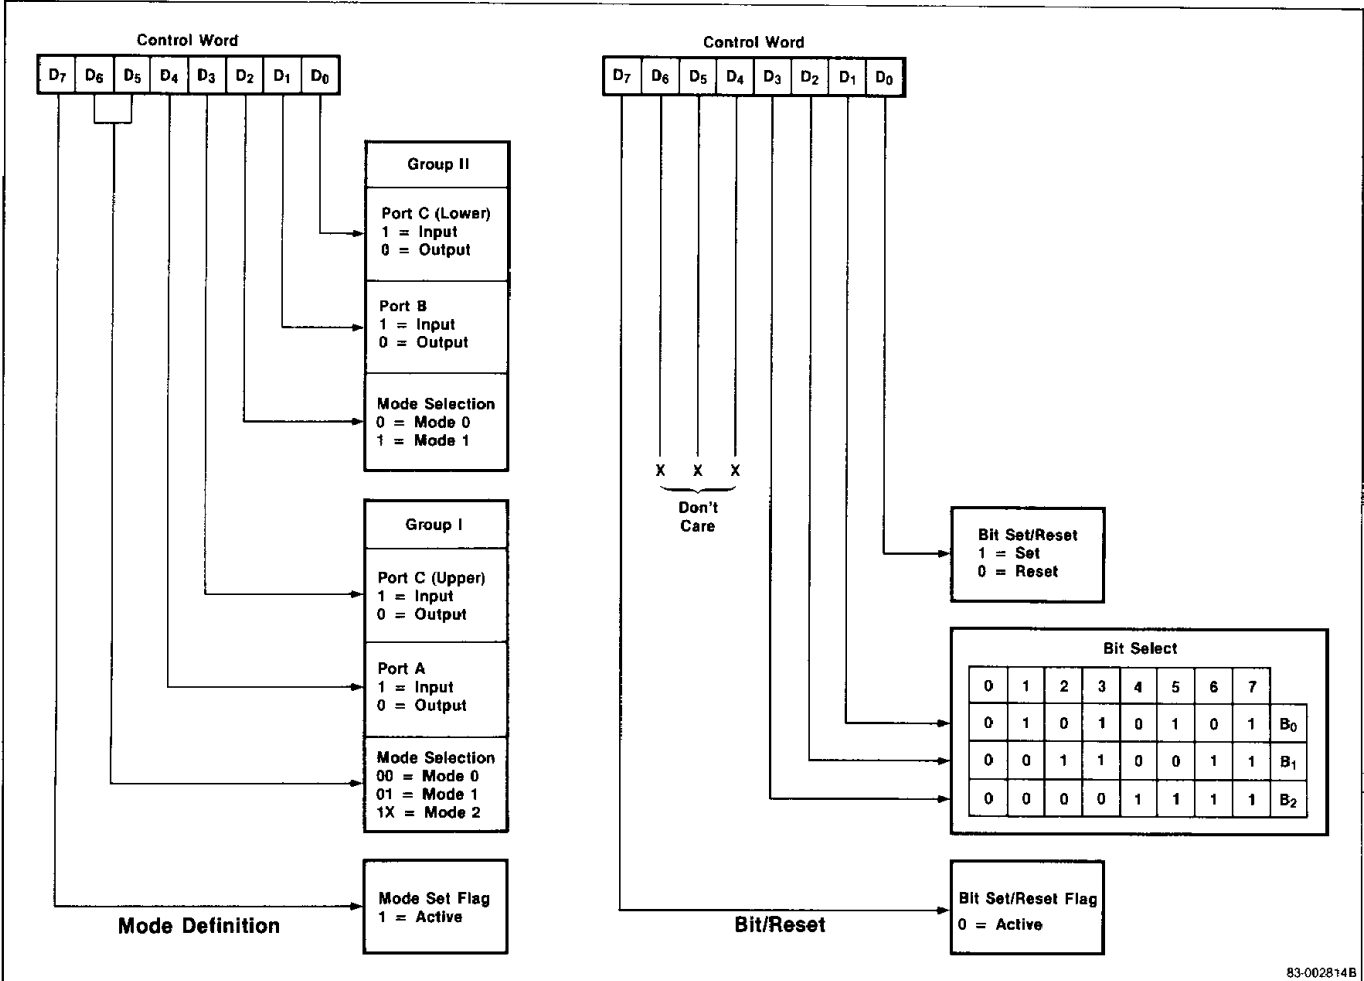 Control Word
D7 D6 D5 D4 D3 D2 D1 D0
Group II
Port C (Lower)
1 = Input
0 = Output
Port B
1 = Input
0 = Output
Mode Selection
0 = Mode 0
1 = Mode 1
Group I
Port C (Upper)
1 = Input
0 = Output
Port A
1 = Input
0 = Output
Mode Selection
00 = Mode 0
01 = Mode 1
1X = Mode 2
Mode Set Flag
1 = Active
Mode Definition
Control Word
D7 D6 D5 D4 D3 D2 D1 D0
X X X
Don't
Care
Bit Set/Reset
1 = Set
0 = Reset
Bit Select
0 1 2 3 4 5 6 7
0 1 0 1 0 1 0 1 B0
0 0 1 1 0 0 1 1 B1
0 0 0 0 1 1 1 1 B2
Bit Set/Reset Flag
0 = Active
Bit/Reset
83-002814B